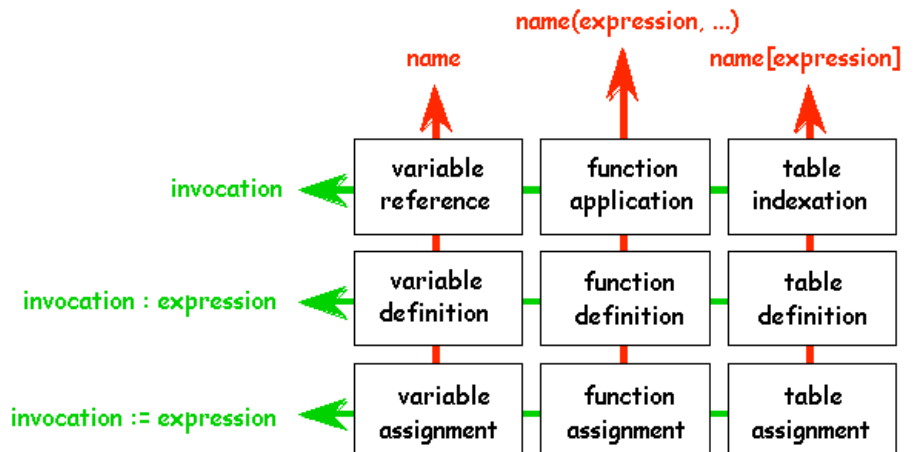 name(expression, ...)
name
name[expression]
invocation
variable
reference
function
application
table
indexation
invocation : expression
variable
definition
function
definition
table
definition
invocation := expression
variable
assignment
function
assignment
table
assignment